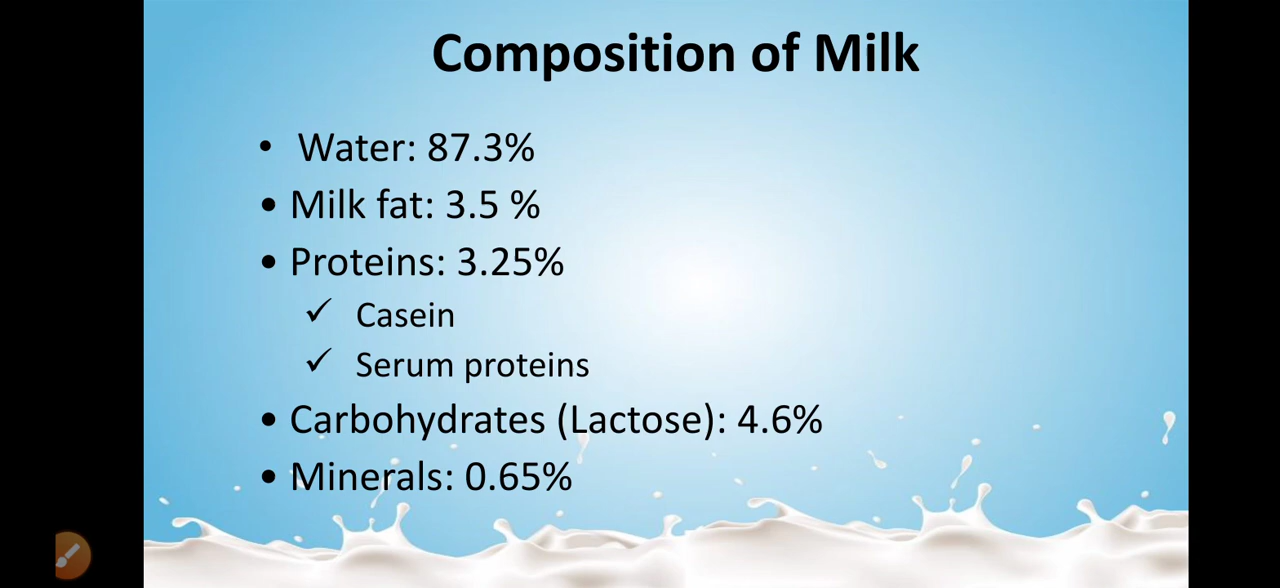 Composition of Milk
• Water: 87.3%
• Milk fat: 3.5 %
• Proteins: 3.25%
✓ Casein
✓ Serum proteins
• Carbohydrates (Lactose): 4.6%
• Minerals: 0.65%